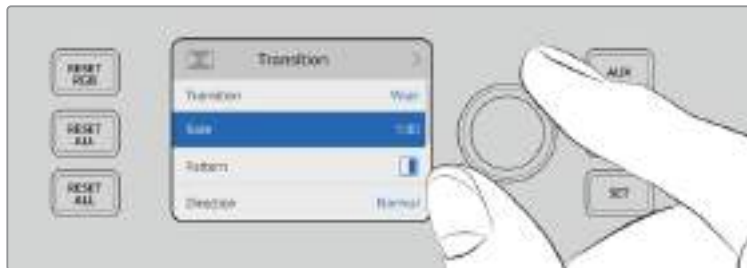 RESET RGB
Transition
AUX
Transition Wipe
RESET ALL
Rate 1:00
Pattern
RESET ALL
SET
Direction Normal